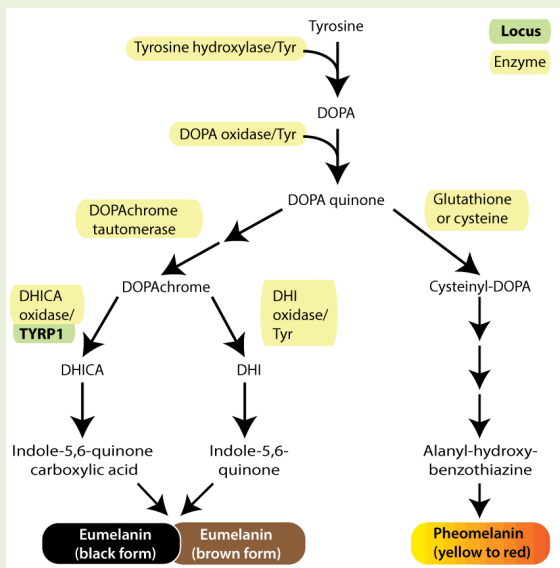 Tyrosine
Locus
Tyrosine hydroxylase/Tyr
Enzyme
DOPA
DOPA oxidase/Tyr
DOPA quinone
Glutathione
or cysteine
DOPAchrome
tautomerase
DOPAchrome
Cysteinyl-DOPA
DHICA
oxidase/
TYRP1
DHI
oxidase/
Tyr
DHICA
DHI
Indole-5,6-quinone
carboxylic acid
Indole-5,6-
quinone
Alanyl-hydroxy-
benzothiazine
Eumelanin
(black form)
Eumelanin
(brown form)
Pheomelanin
(yellow to red)